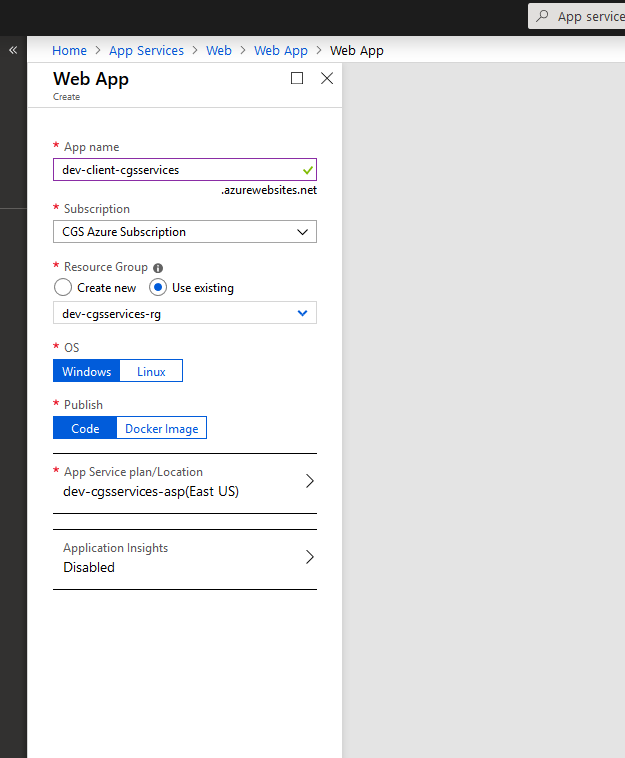 App service
Home > App Services > Web > Web App > Web App
Web App
Create
* App name
dev-client-cgsservices
.azurewebsites.net
* Subscription
CGS Azure Subscription
* Resource Group
Create new Use existing
dev-cgsservices-rg
* OS
Windows Linux
* Publish
Code Docker Image
* App Service plan/Location
dev-cgsservices-asp(East US)
Application Insights
Disabled